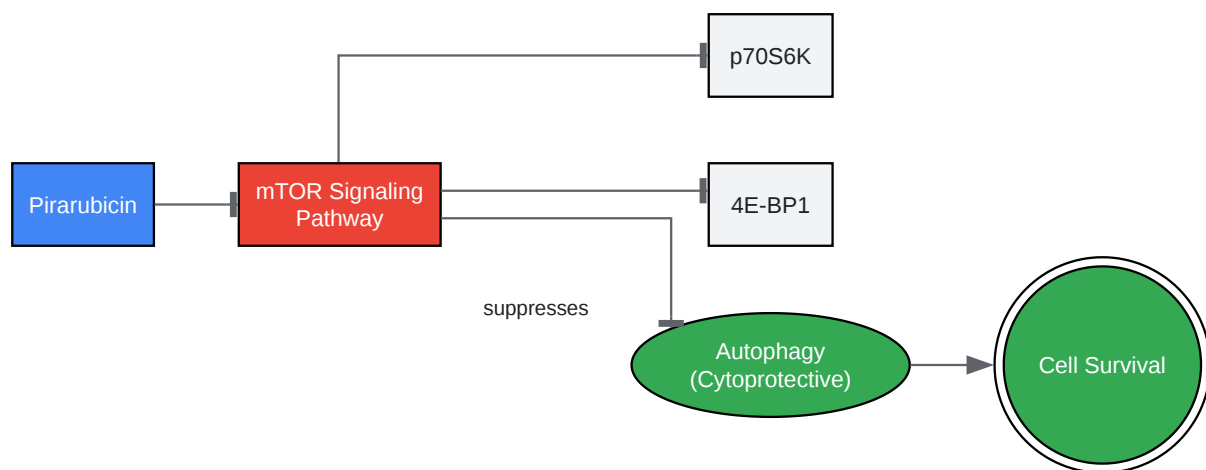 p70S6K
Pirarubicin
mTOR Signaling
Pathway
4E-BP1
suppresses
Autophagy
(Cytoprotective)
Cell Survival